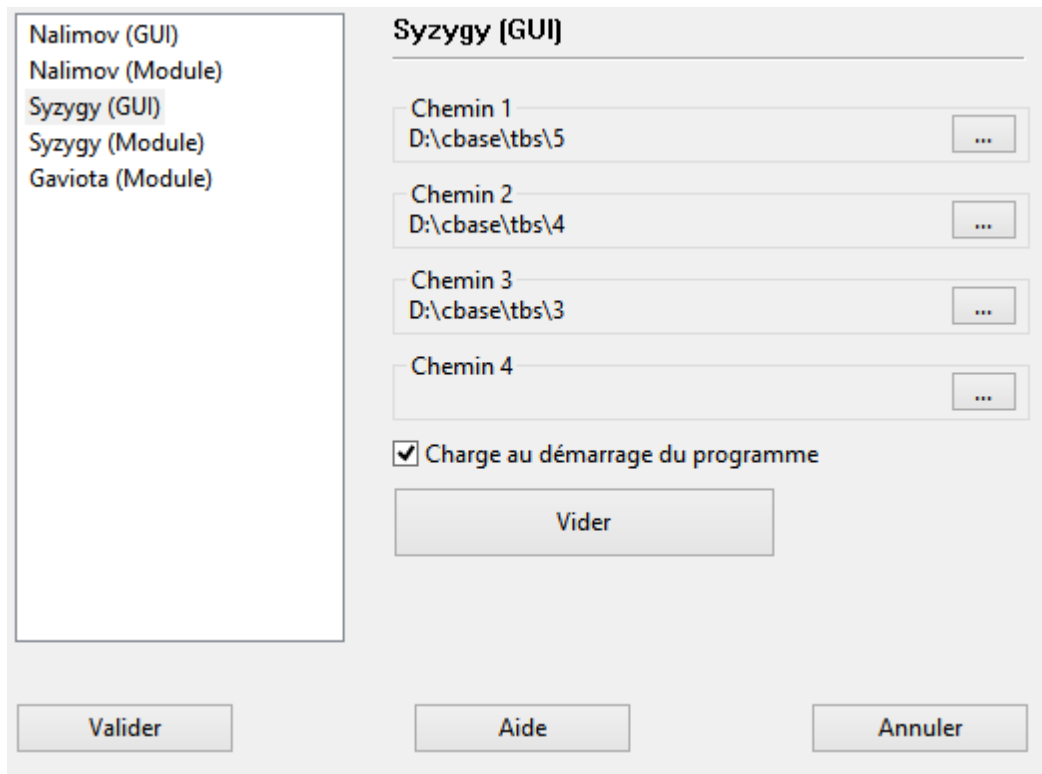 Nalimov (GUI)
Nalimov (Module)
Syzygy (GUI)
Syzygy (Module)
Gaviota (Module)
Syzygy (GUI)
Chemin 1
D:\cbase\tbs\5
...
Chemin 2
D:\cbase\tbs\4
...
Chemin 3
D:\cbase\tbs\3
...
Chemin 4
...
Charge au démarrage du programme
Vider
Valider
Aide
Annuler